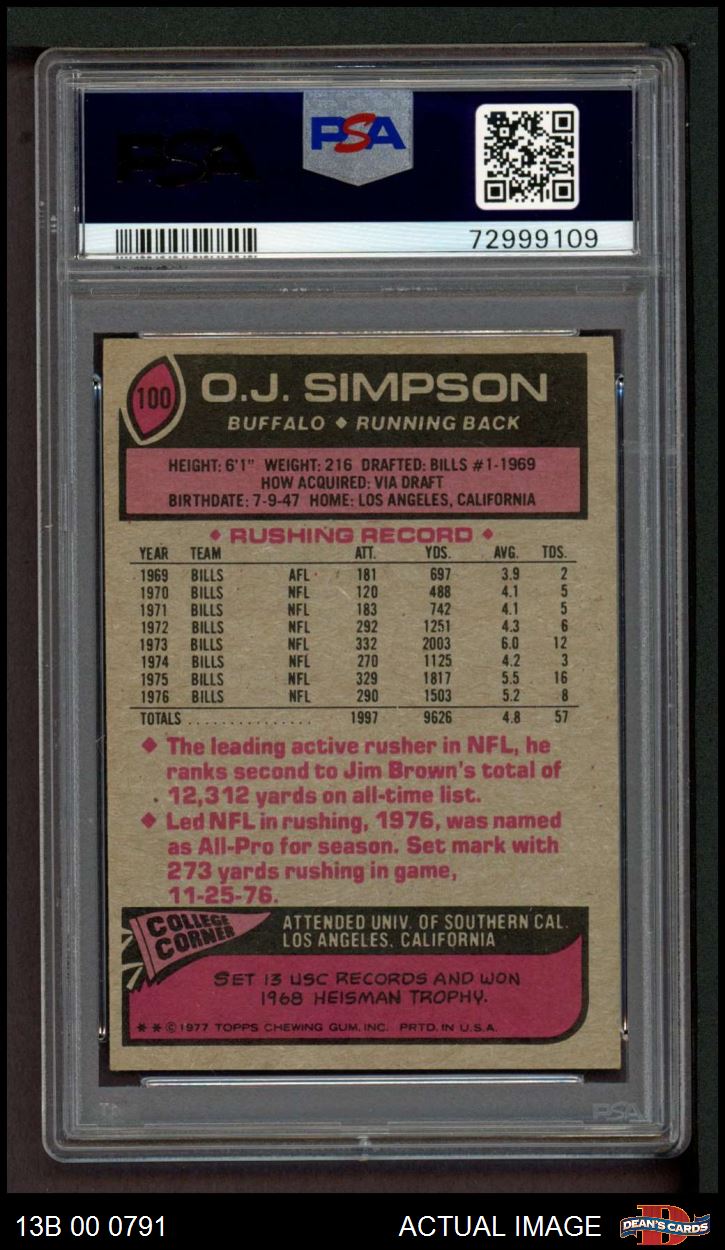 PSA
PSA
72999109
100
O.J. SIMPSON
BUFFALO ◆ RUNNING BACK
HEIGHT: 6'1" WEIGHT: 216 DRAFTED: BILLS #1-1969
HOW ACQUIRED: VIA DRAFT
BIRTHDATE: 7-9-47 HOME: LOS ANGELES, CALIFORNIA
◆ RUSHING RECORD ◆
YEAR TEAM ATT. YDS. AVG. TDS.
1969 BILLS AFL 181 697 3.9 2
1970 BILLS NFL 120 488 4.1 5
1971 BILLS NFL 183 742 4.1 5
1972 BILLS NFL 292 1251 4.3 6
1973 BILLS NFL 332 2003 6.0 12
1974 BILLS NFL 270 1125 4.2 3
1975 BILLS NFL 329 1817 5.5 16
1976 BILLS NFL 290 1503 5.2 8
TOTALS . . . . . . . . . . . . . . . 1997 9626 4.8 57
◆ The leading active rusher in NFL, he
ranks second to Jim Brown's total of
12,312 yards on all-time list.
◆ Led NFL in rushing, 1976, was named
as All-Pro for season. Set mark with
273 yards rushing in game,
11-25-76.
COLLEGE
CORNER
ATTENDED UNIV. OF SOUTHERN CAL.
LOS ANGELES, CALIFORNIA
SET 13 USC RECORDS AND WON
1968 HEISMAN TROPHY.
* * © 1977 TOPPS CHEWING GUM, INC. PRTD. IN U.S.A.
PSA
13B 00 0791
ACTUAL IMAGE
D
DEAN'S CARDS